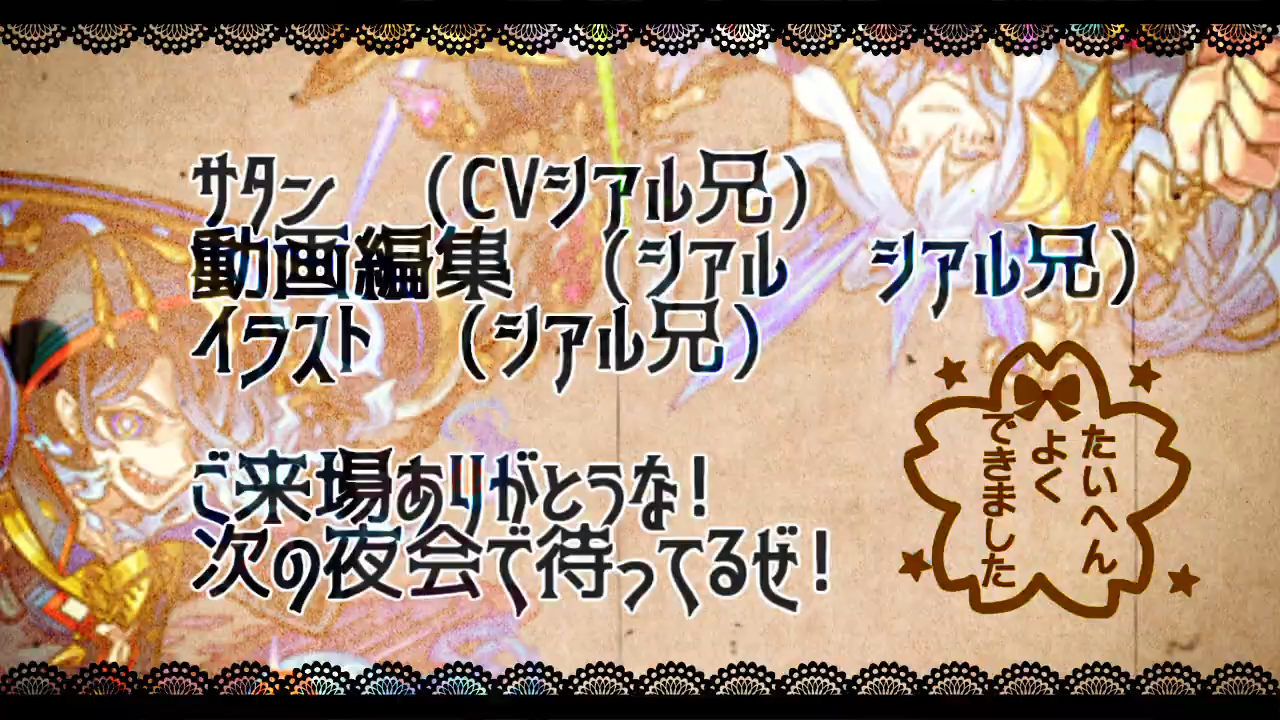 サタン　（CVシアル兄）
動画編集　（シアル　シアル兄）
イラスト　（シアル兄）
ご来場ありがとうな！
次の夜会で待ってるぜ！
たいへん
よく
できました